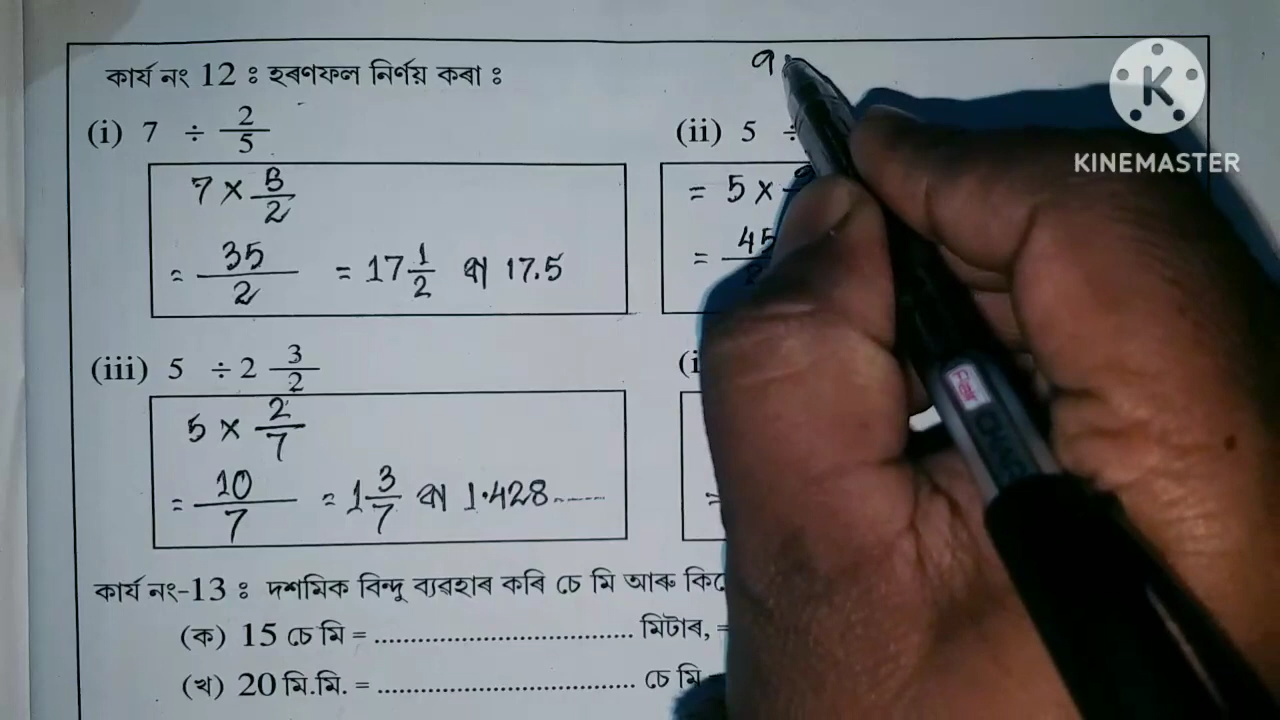 কাৰ্য নং 12 ঃ হৰণফল নিৰ্ণয় কৰা ঃ
9
KINEMASTER
(i) 7 ÷ 2/5
(ii) 5 ÷
7 × 5/2
= 5 ×
= 35/2 = 17 1/2 বা 17.5
= 45
(iii) 5 ÷ 2 3/2
5 × 2/7
= 10/7 = 1 3/7 বা 1.428......
=
কাৰ্য নং-13 ঃ দশমিক বিন্দু ব্যৱহাৰ কৰি চে মি আৰু
(ক) 15 চে মি = ................................. মিটাৰ, =
(খ) 20 মি.মি. = ................................. চে মি